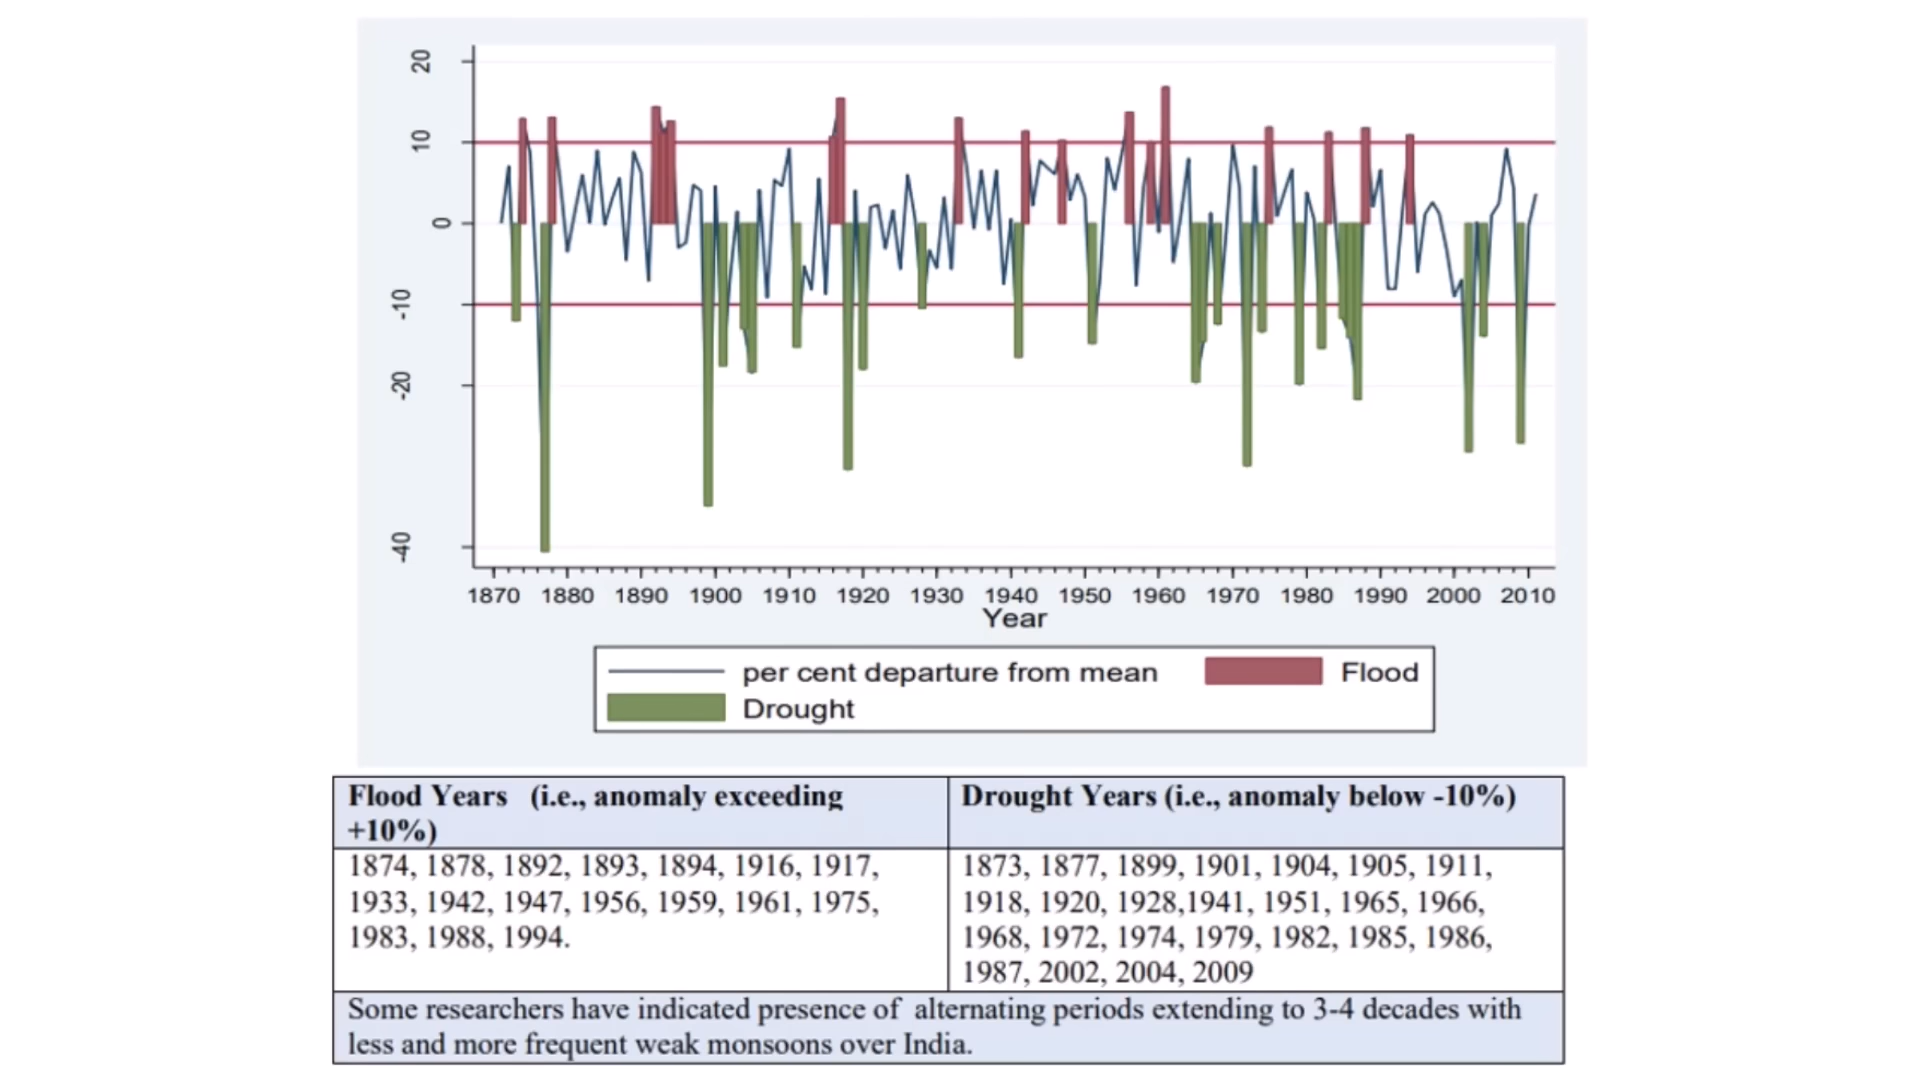 20
10
0
-10
-20
-40
1870 1880 1890 1900 1910 1920 1930 1940 1950 1960 1970 1980 1990 2000 2010
Year
per cent departure from mean Flood
Drought
Flood Years (i.e., anomaly exceeding
+10%)
Drought Years (i.e., anomaly below -10%)
1874, 1878, 1892, 1893, 1894, 1916, 1917,
1933, 1942, 1947, 1956, 1959, 1961, 1975,
1983, 1988, 1994.
1873, 1877, 1899, 1901, 1904, 1905, 1911,
1918, 1920, 1928,1941, 1951, 1965, 1966,
1968, 1972, 1974, 1979, 1982, 1985, 1986,
1987, 2002, 2004, 2009
Some researchers have indicated presence of alternating periods extending to 3-4 decades with
less and more frequent weak monsoons over India.